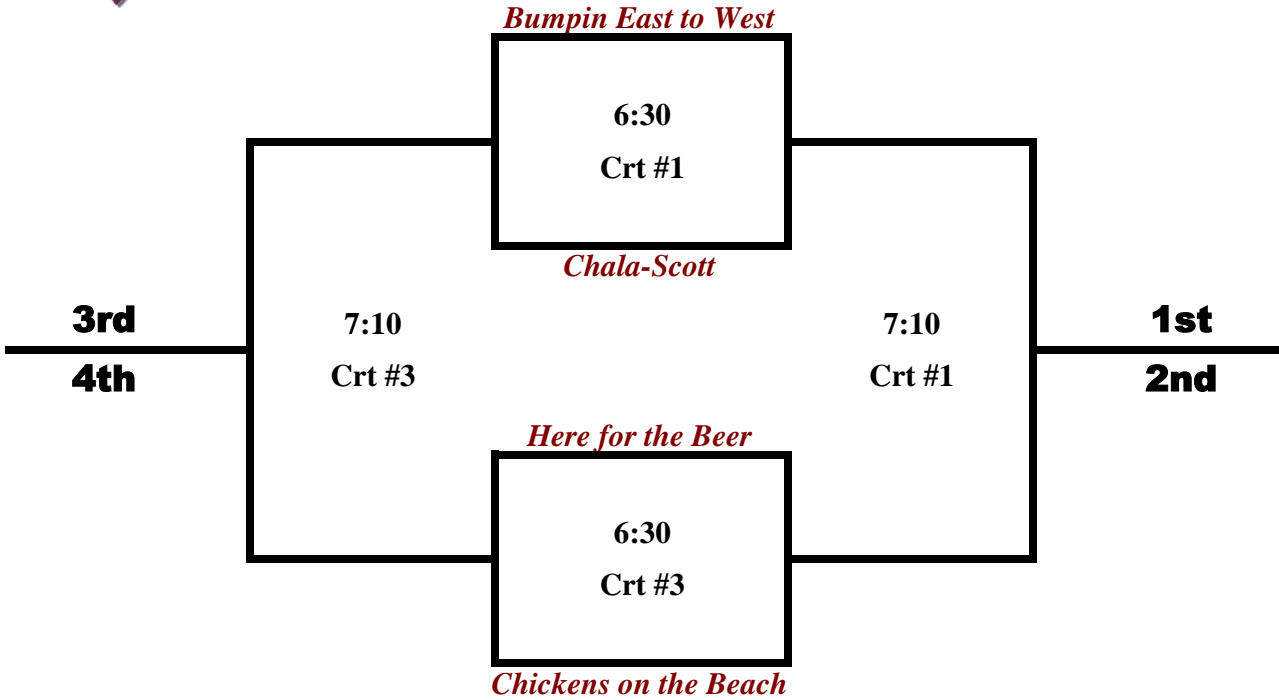 Bumpin East to West
6:30
Crt #1
Chala-Scott
3rd
4th
7:10
Crt #3
7:10
Crt #1
1st
2nd
Here for the Beer
6:30
Crt #3
Chickens on the Beach